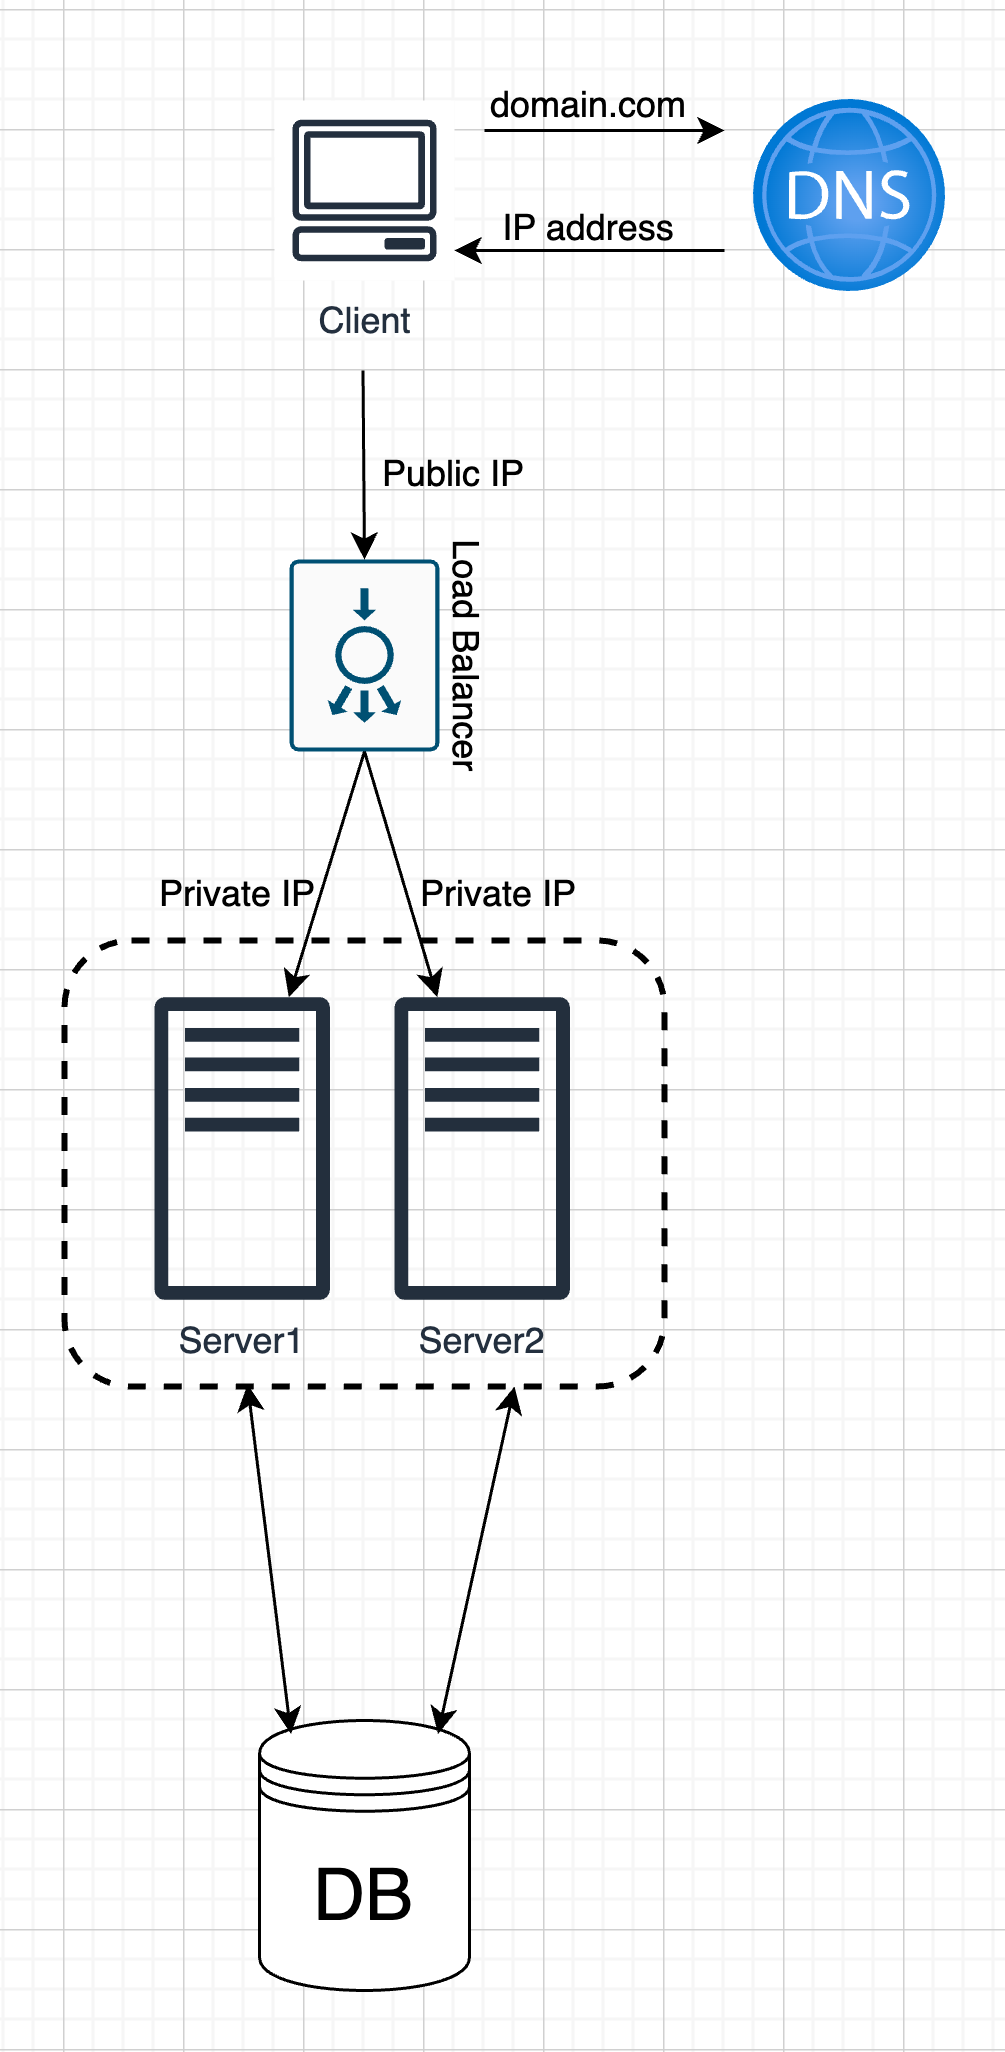 domain.com
DNS
IP address
Client
Public IP
Load Balancer
Private IP
Private IP
Server1
Server2
DB